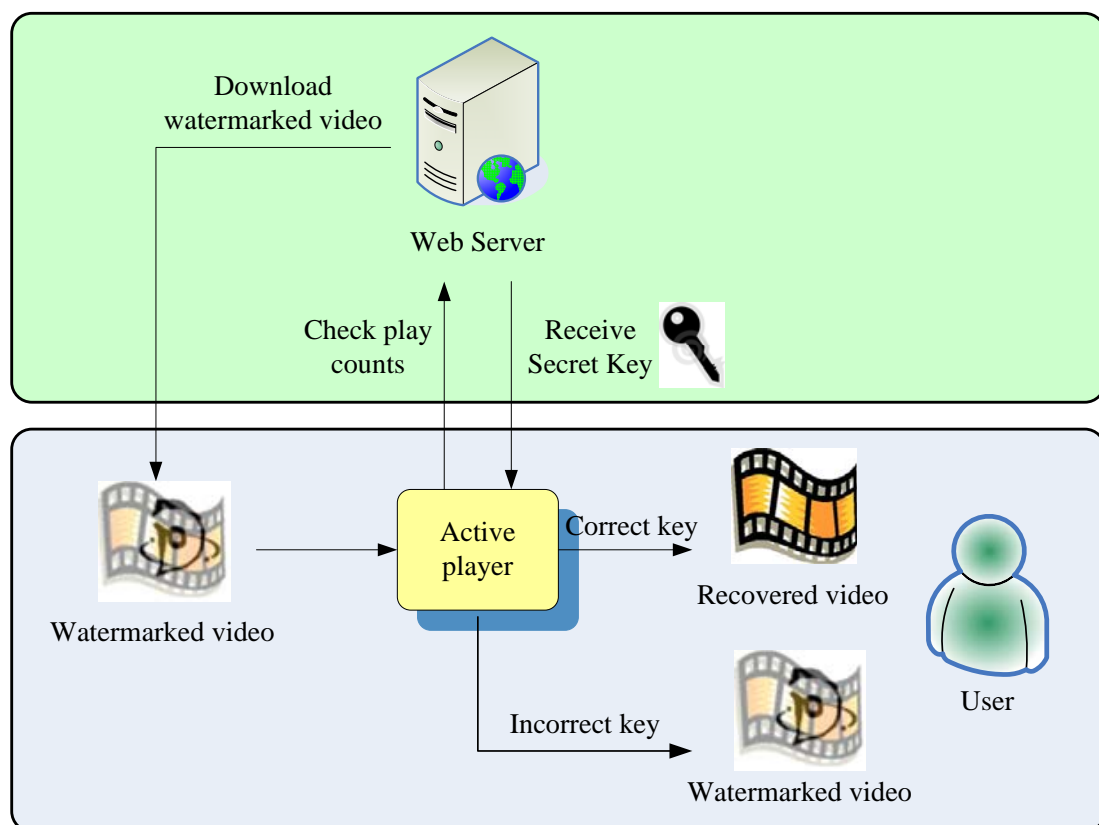 Download
watermarked video
Web Server
Check play
counts
Receive
Secret Key
Active
player
Correct key
Watermarked video
Recovered video
Incorrect key
User
Watermarked video